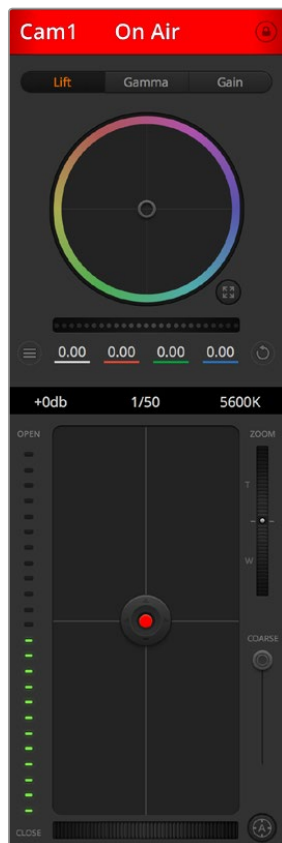 Cam1 On Air
Lift Gamma Gain
0.00 0.00 0.00 0.00
+0db 1/50 5600K
OPEN ZOOM
T
W
COARSE
A
CLOSE